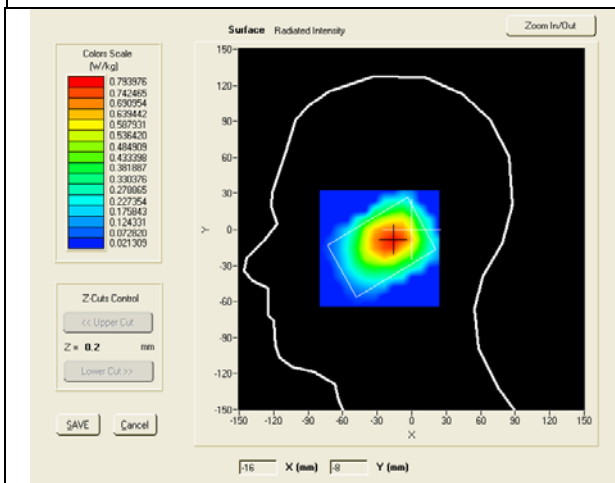 Surface Radiated Intensity
Zoom In/Out
Colors Scale
(W/kg)
0.793976
0.742465
0.690954
0.639442
0.587931
0.536420
0.484909
0.433398
0.381887
0.330376
0.278865
0.227354
0.175843
0.124331
0.072820
0.021309
Z-Cuts Control
<< Upper Cut
Z = 0.2 mm
Lower Cut >>
SAVE Cancel
150
120
90
60
30
0
-30
-60
-90
-120
-150
Y
-150 -120 -90 -60 -30 0 30 60 90 120 150
X
-16 X (mm) -8 Y (mm)